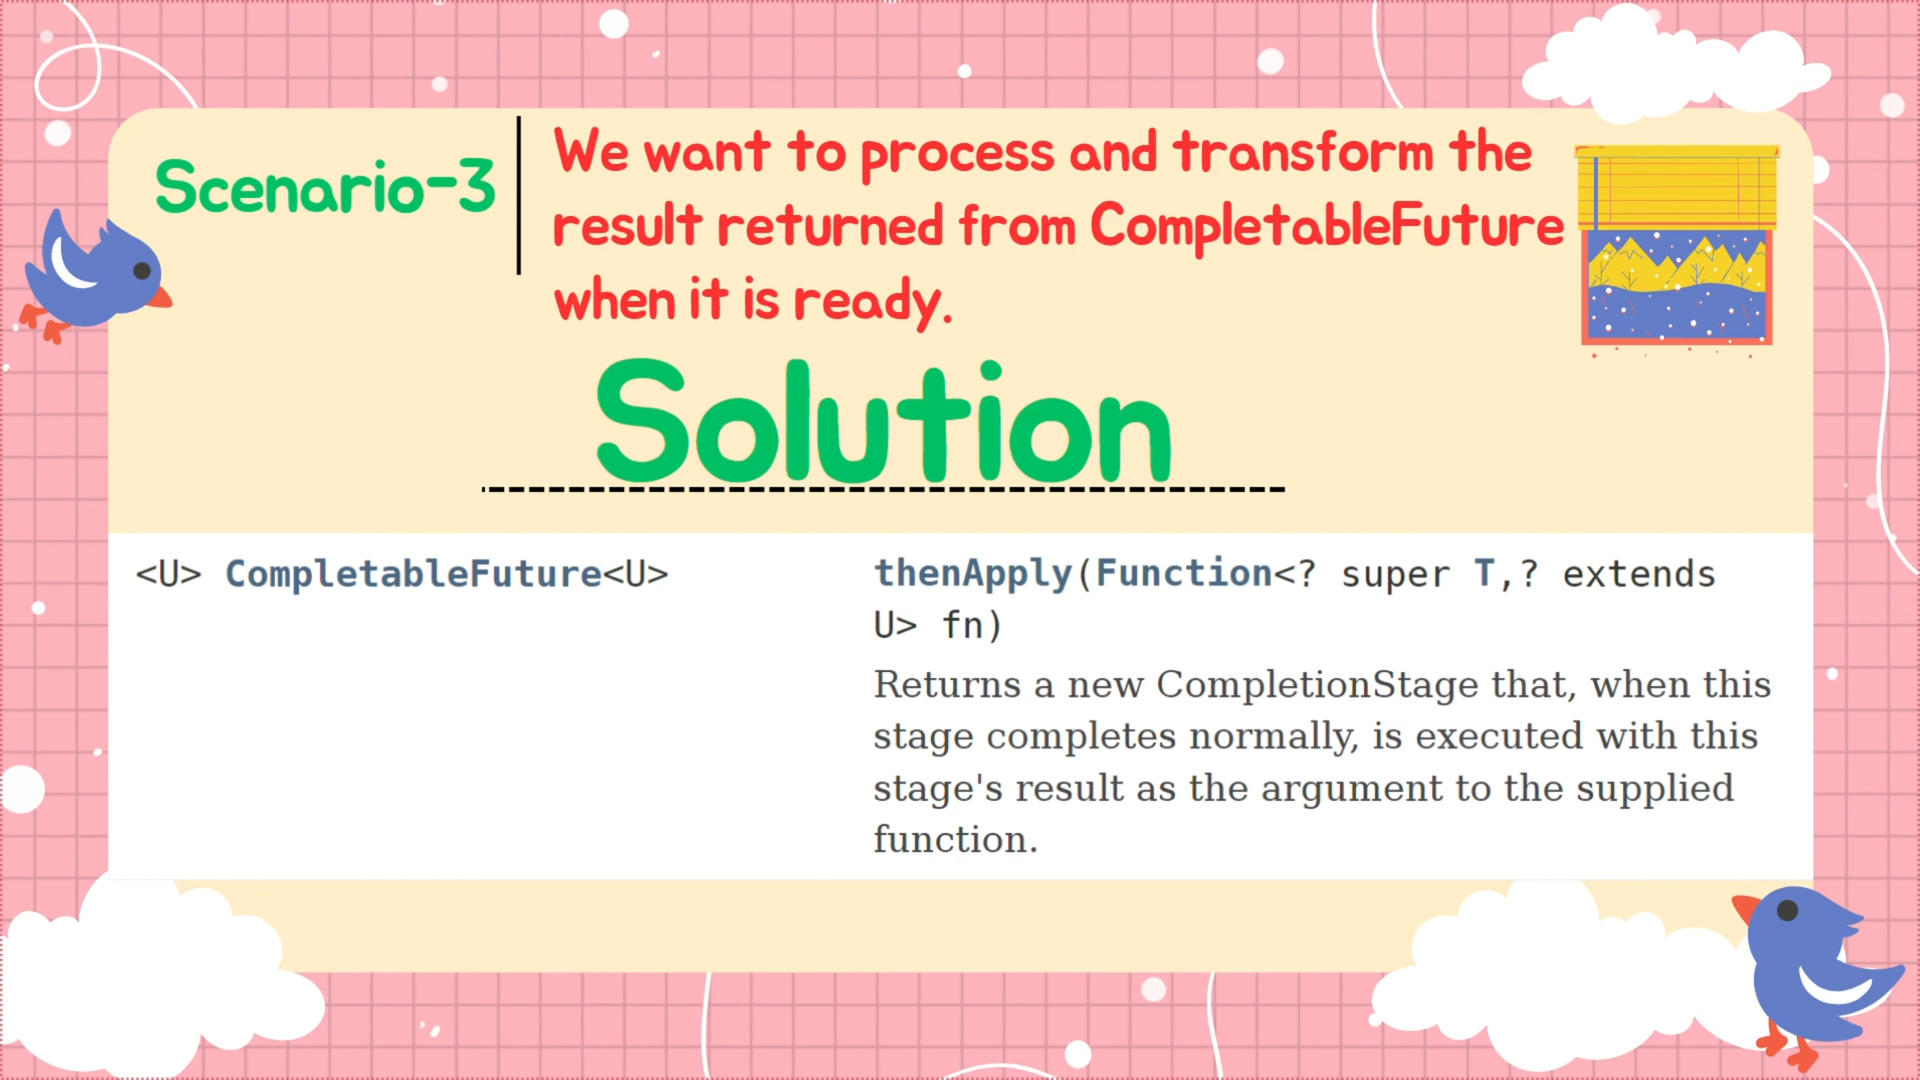 Scenario-3
We want to process and transform the
result returned from CompletableFuture
when it is ready.
Solution
<U> CompletableFuture<U>
thenApply(Function<? super T,? extends
U> fn)
Returns a new CompletionStage that, when this
stage completes normally, is executed with this
stage's result as the argument to the supplied
function.